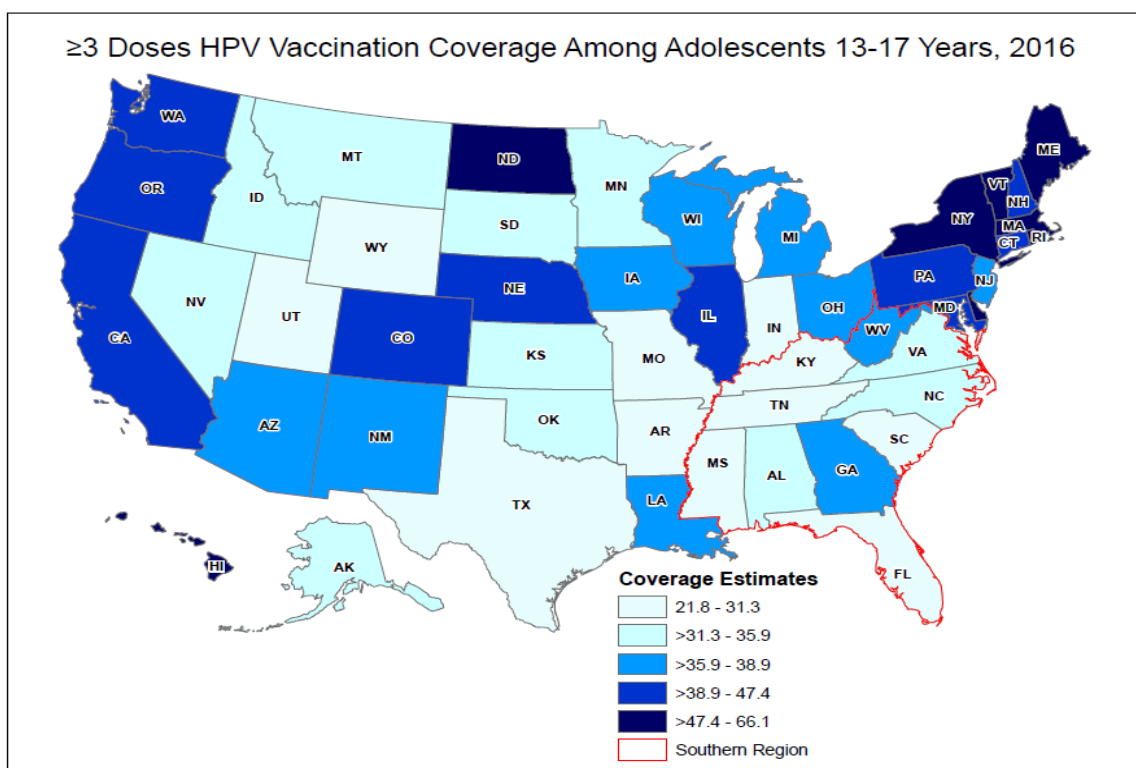 ≥3 Doses HPV Vaccination Coverage Among Adolescents 13-17 Years, 2016
WA
MT
ND
ME
OR
ID
MN
VT
NH
SD
WI
NY
MA
WY
MI
CT
RI
IA
PA
NJ
NV
NE
OH
UT
IL
IN
MD
CA
CO
WV
KS
MO
VA
KY
NC
TN
AZ
NM
OK
AR
SC
MS
AL
GA
TX
LA
HI
AK
FL
Coverage Estimates
21.8 - 31.3
>31.3 - 35.9
>35.9 - 38.9
>38.9 - 47.4
>47.4 - 66.1
Southern Region